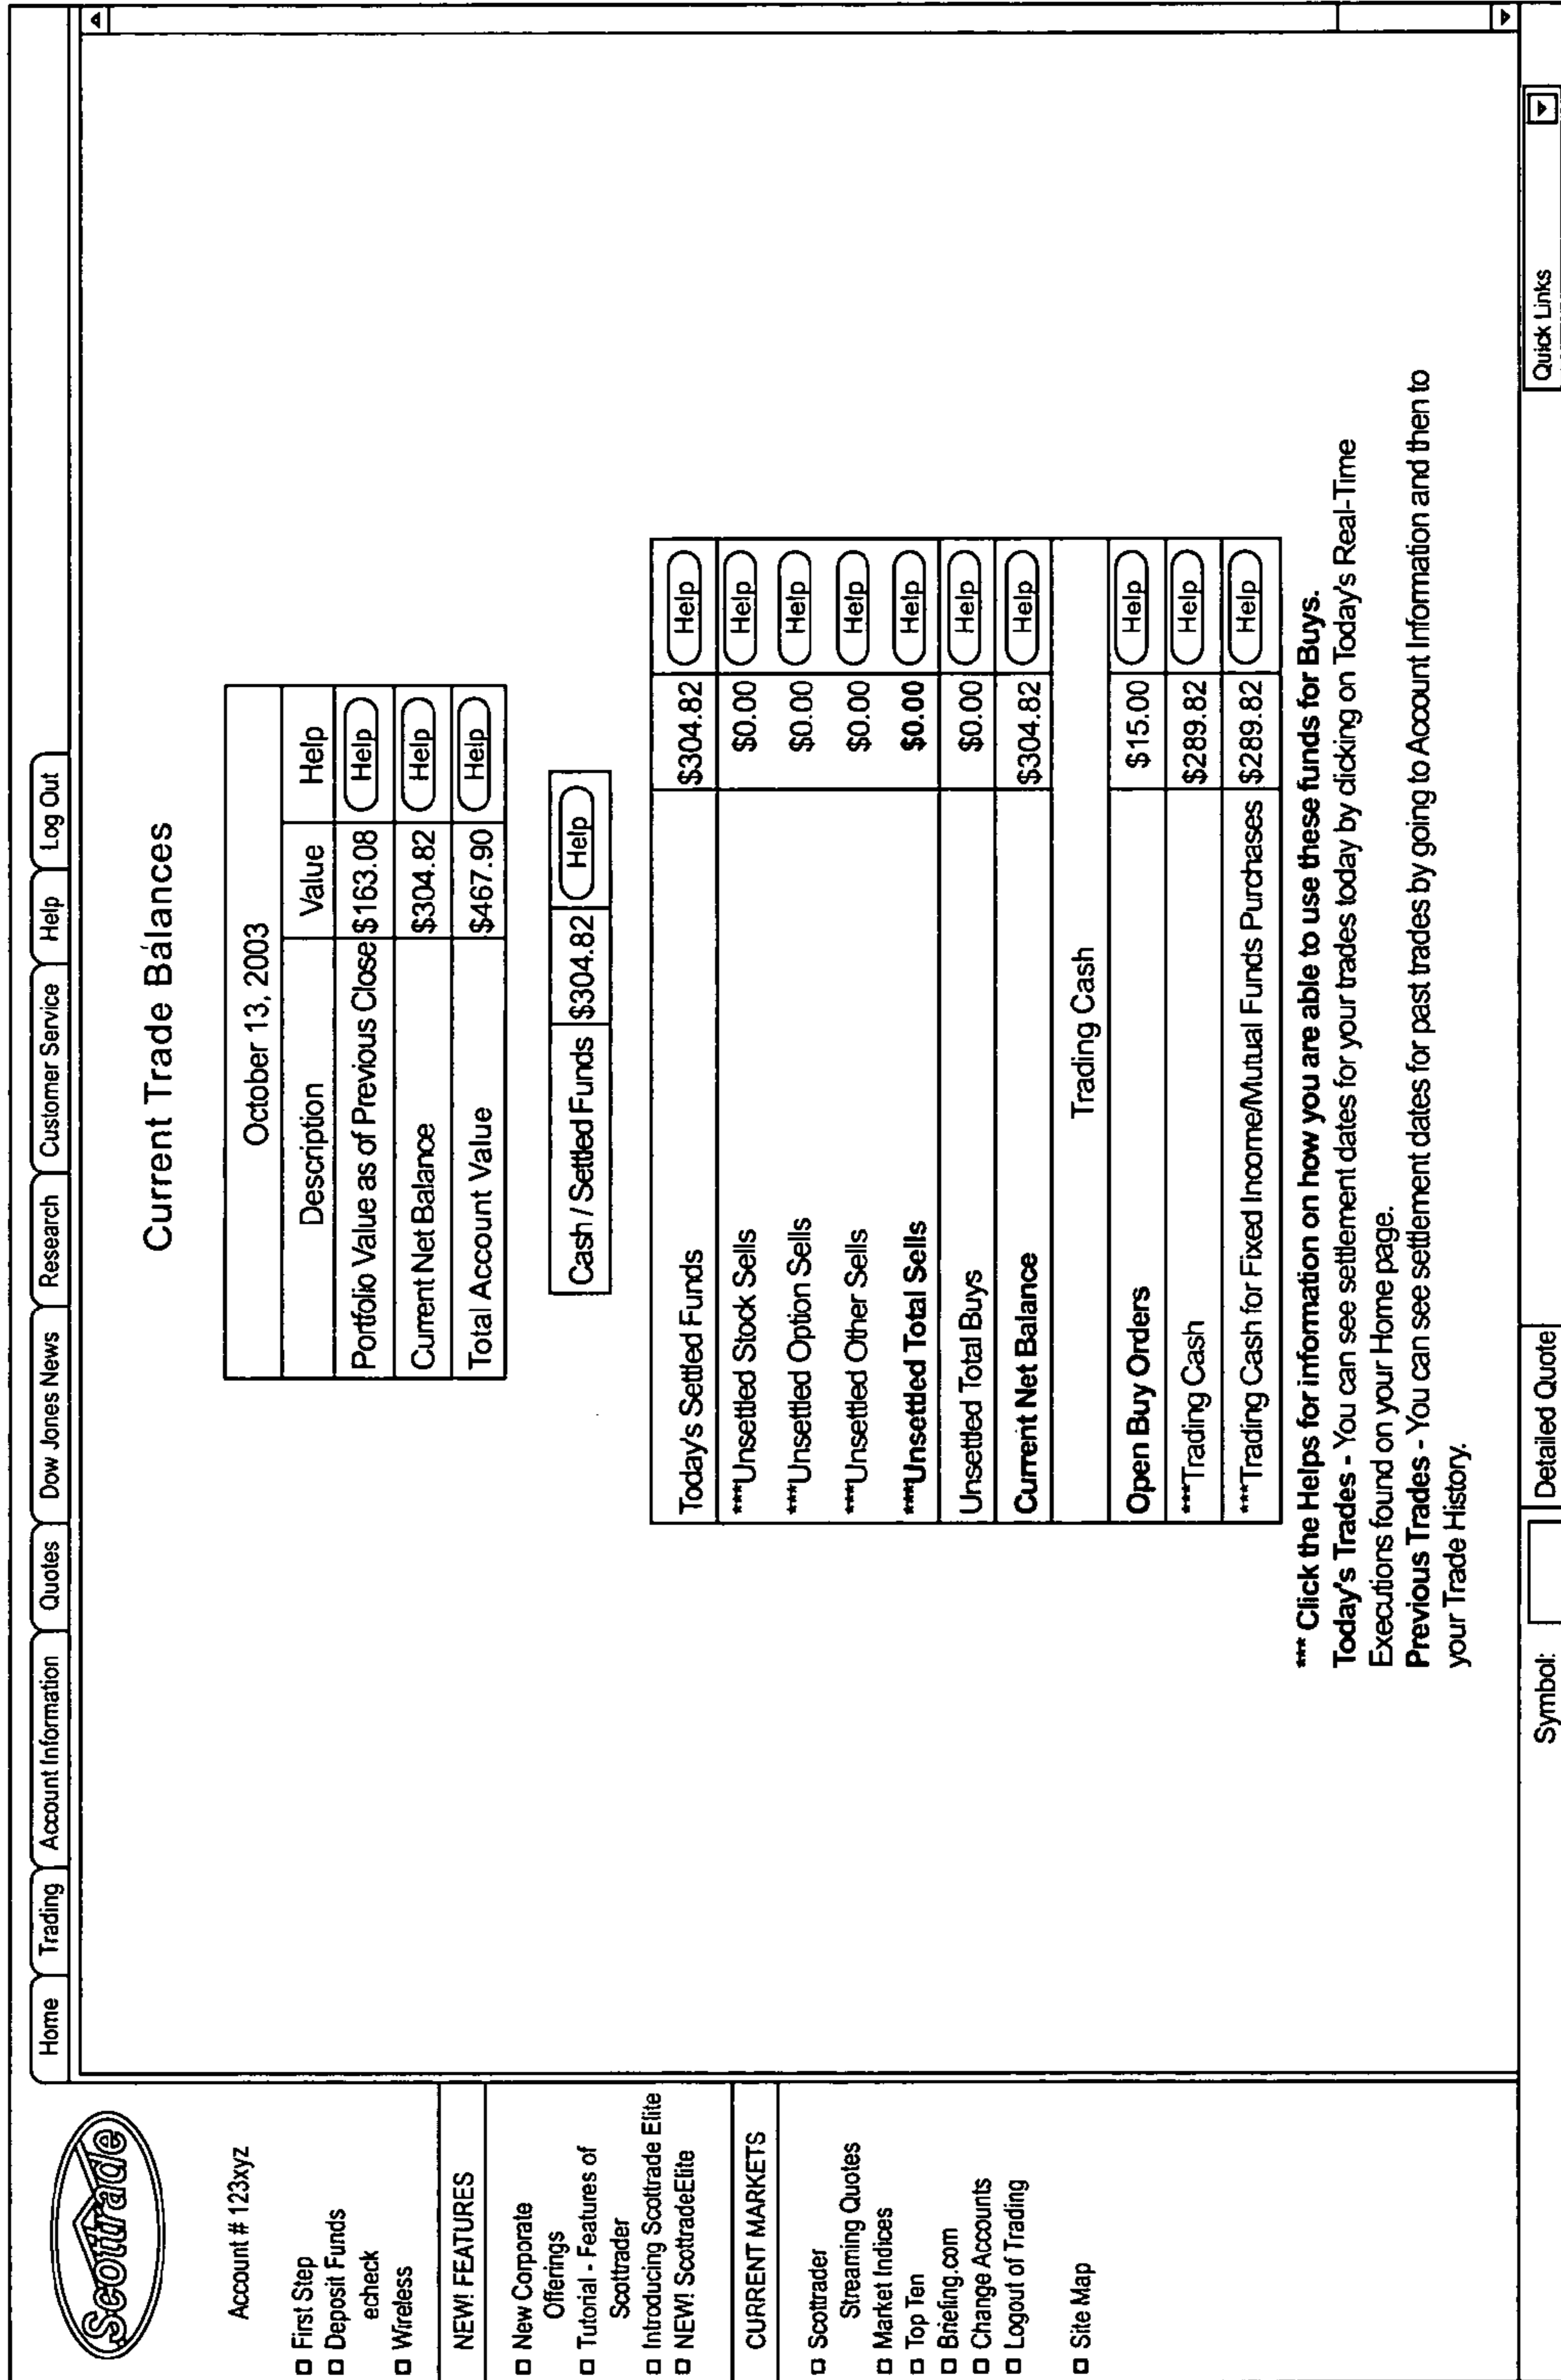 Scottrade
Home Trading Account Information Quotes Dow Jones News Research Customer Service Help Log Out
Account # 123xyz
First Step
Deposit Funds
echeck
Wireless
NEW! FEATURES
New Corporate
Offerings
Tutorial - Features of
Scottrader
Introducing Scottrade Elite
NEW! ScottradeElite
CURRENT MARKETS
Scottrader
Streaming Quotes
Market Indices
Top Ten
Briefing.com
Change Accounts
Logout of Trading
Site Map
Current Trade Balances
October 13, 2003
Description Value Help
Portfolio Value as of Previous Close $163.08 Help
Current Net Balance $304.82 Help
Total Account Value $467.90 Help
Cash / Settled Funds $304.82 Help
Today's Settled Funds $304.82 Help
***Unsettled Stock Sells $0.00 Help
***Unsettled Option Sells $0.00 Help
***Unsettled Other Sells $0.00 Help
***Unsettled Total Sells $0.00 Help
Unsettled Total Buys $0.00 Help
Current Net Balance $304.82 Help
Trading Cash
Open Buy Orders $15.00 Help
***Trading Cash $289.82 Help
***Trading Cash for Fixed Income/Mutual Funds Purchases $289.82 Help
*** Click the Helps for information on how you are able to use these funds for Buys.
Today's Trades - You can see settlement dates for your trades today by clicking on Today's Real-Time
Executions found on your Home page.
Previous Trades - You can see settlement dates for past trades by going to Account Information and then to
your Trade History.
Symbol: Detailed Quote Quick Links